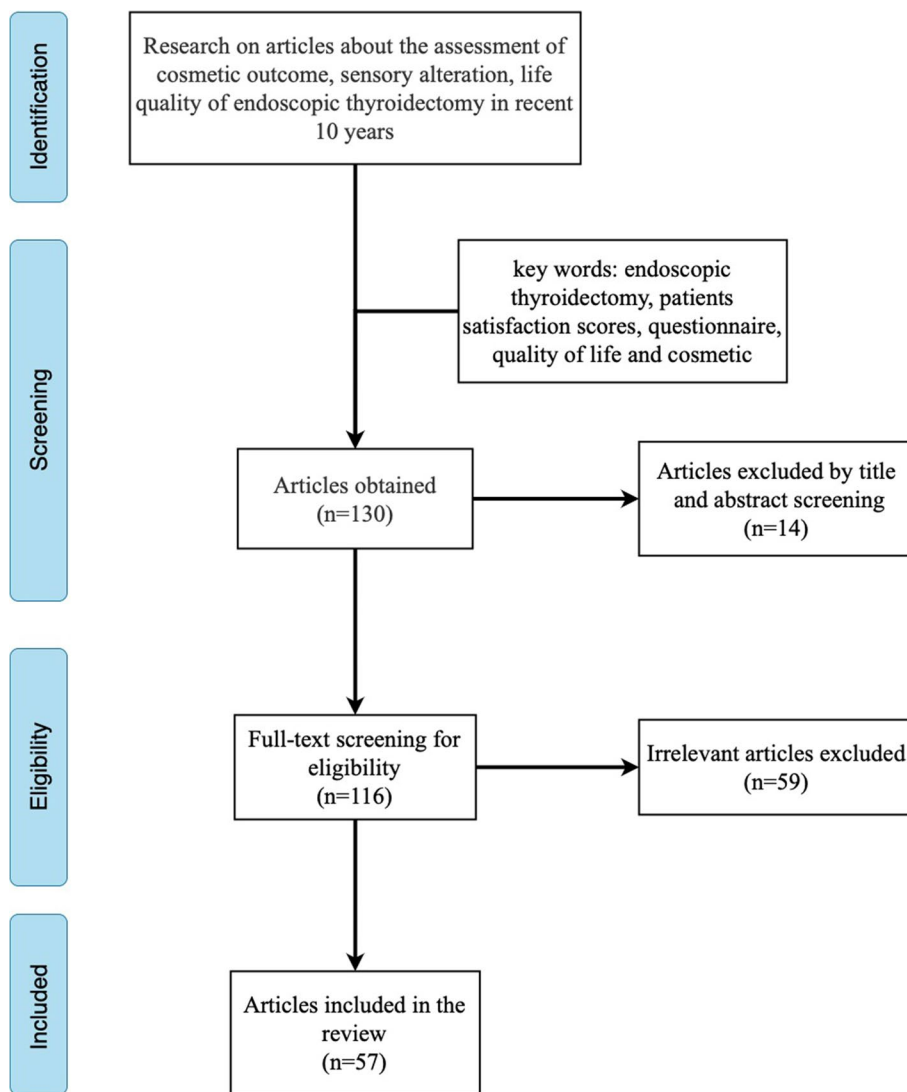 Identification
Research on articles about the assessment of
cosmetic outcome, sensory alteration, life
quality of endoscopic thyroidectomy in recent
10 years
Screening
key words: endoscopic
thyroidectomy, patients
satisfaction scores, questionnaire,
quality of life and cosmetic
Articles obtained
(n=130)
Articles excluded by title
and abstract screening
(n=14)
Eligibility
Full-text screening for
eligibility
(n=116)
Irrelevant articles excluded
(n=59)
Included
Articles included in the
review
(n=57)